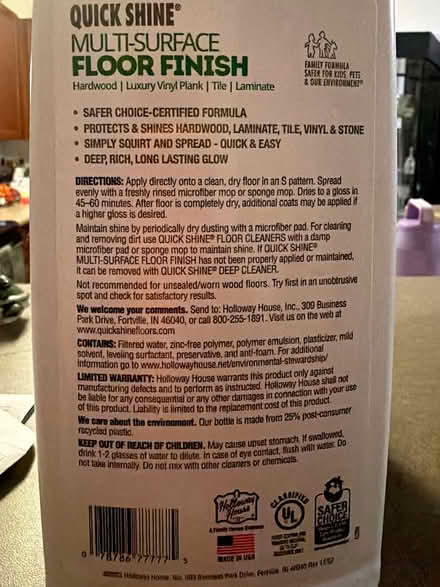 QUICK SHINE®
MULTI-SURFACE
FLOOR FINISH
Hardwood | Luxury Vinyl Plank | Tile | Laminate
FAMILY FORMULA
SAFER FOR KIDS, PETS
& OUR ENVIRONMENT*
• SAFER CHOICE-CERTIFIED FORMULA
• PROTECTS & SHINES HARDWOOD, LAMINATE, TILE, VINYL & STONE
• SIMPLY SQUIRT AND SPREAD - QUICK & EASY
• DEEP, RICH, LONG LASTING GLOW
DIRECTIONS: Apply directly onto a clean, dry floor in an S pattern. Spread
evenly with a freshly rinsed microfiber mop or sponge mop. Dries to a gloss in
45-60 minutes. After floor is completely dry, additional coats may be applied if
a higher gloss is desired.
Maintain shine by periodically dry dusting with a microfiber pad. For cleaning
and removing dirt use QUICK SHINE® FLOOR CLEANERS with a damp
microfiber pad or sponge mop to maintain shine. If QUICK SHINE®
MULTI-SURFACE FLOOR FINISH has not been properly applied or maintained,
it can be removed with QUICK SHINE® DEEP CLEANER.
Not recommended for unsealed/worn wood floors. Try first in an unobtrusive
spot and check for satisfactory results.
We welcome your comments. Send to: Holloway House, Inc., 309 Business
Park Drive, Fortville, IN 46040, or call 800-255-1891. Visit us on the web at
www.quickshinefloors.com
CONTAINS: Filtered water, zinc-free polymer, polymer emulsion, plasticizer, mild
solvent, leveling surfactant, preservative, and anti-foam. For additional
information go to www.hollowayhouse.net/environmental-stewardship/
LIMITED WARRANTY: Holloway House warrants this product only against
manufacturing defects and to perform as instructed. Holloway House shall not
be liable for any consequential or any other damages in connection with your use
of this product. Liability is limited to the replacement cost of this product.
We care about the environment. Our bottle is made from 25% post-consumer
recycled plastic.
KEEP OUT OF REACH OF CHILDREN. May cause upset stomach. If swallowed,
drink 1-2 glasses of water to dilute. In case of eye contact, flush with water. Do
not take internally. Do not mix with other cleaners or chemicals.
Holloway
House
A Family Owned Company
MADE IN USA
CLASSIFIED
UL
SAFER
CHOICE
0 78786 77777 5